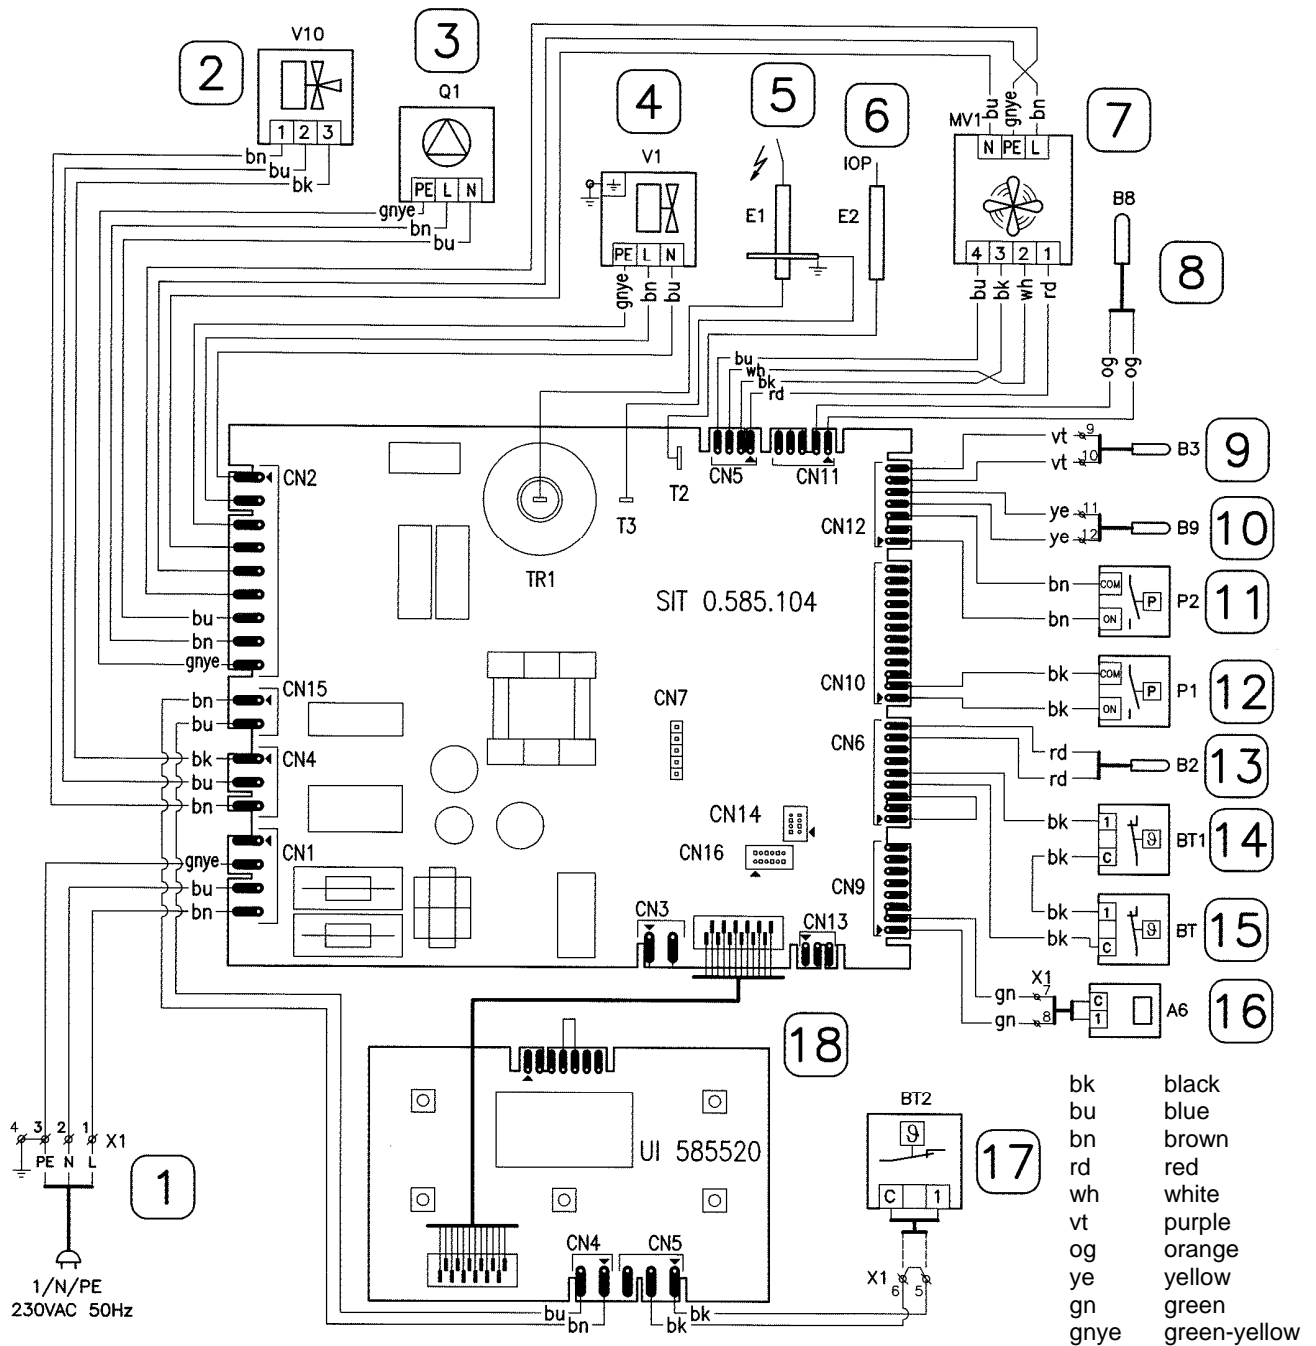 V10
2
1 2 3
bn
bu
bk
3
Q1
PE L N
gnye
bn
bu
4
V1
PE L N
gnye
bn
bu
5
E1
6
IOP
E2
bu
gnye
bn
MV1
N PE L
4 3 2 1
bu
bk
wh
rd
7
B8
8
og
og
bu
wh
bk
rd
CN2
TR1
T3
T2
CN5
CN11
CN12
SIT 0.585.104
vt 9
vt 10
B3
9
ye 11
ye 12
B9
10
bn
bn
COM
ON
P
P2
11
bk
bk
COM
ON
P
P1
12
bu
bn
gnye
bn
bu
CN15
bk
bu
bn
CN4
CN1
gnye
bu
bn
CN7
CN10
CN6
rd
rd
B2
13
CN14
CN16
CN9
CN3
CN13
bk
bk
1
C
ϑ
BT1
14
bk
bk
1
C
ϑ
BT
15
X1
gn 7
gn 8
C
1
A6
16
18
UI 585520
CN4
CN5
bu
bn
bk
bk
BT2
ϑ
C 1
17
X1
6 5
4 3 2 1 X1
PE N L
1
1/N/PE
230VAC 50Hz
bk black
bu blue
bn brown
rd red
wh white
vt purple
og orange
ye yellow
gn green
gnye green-yellow